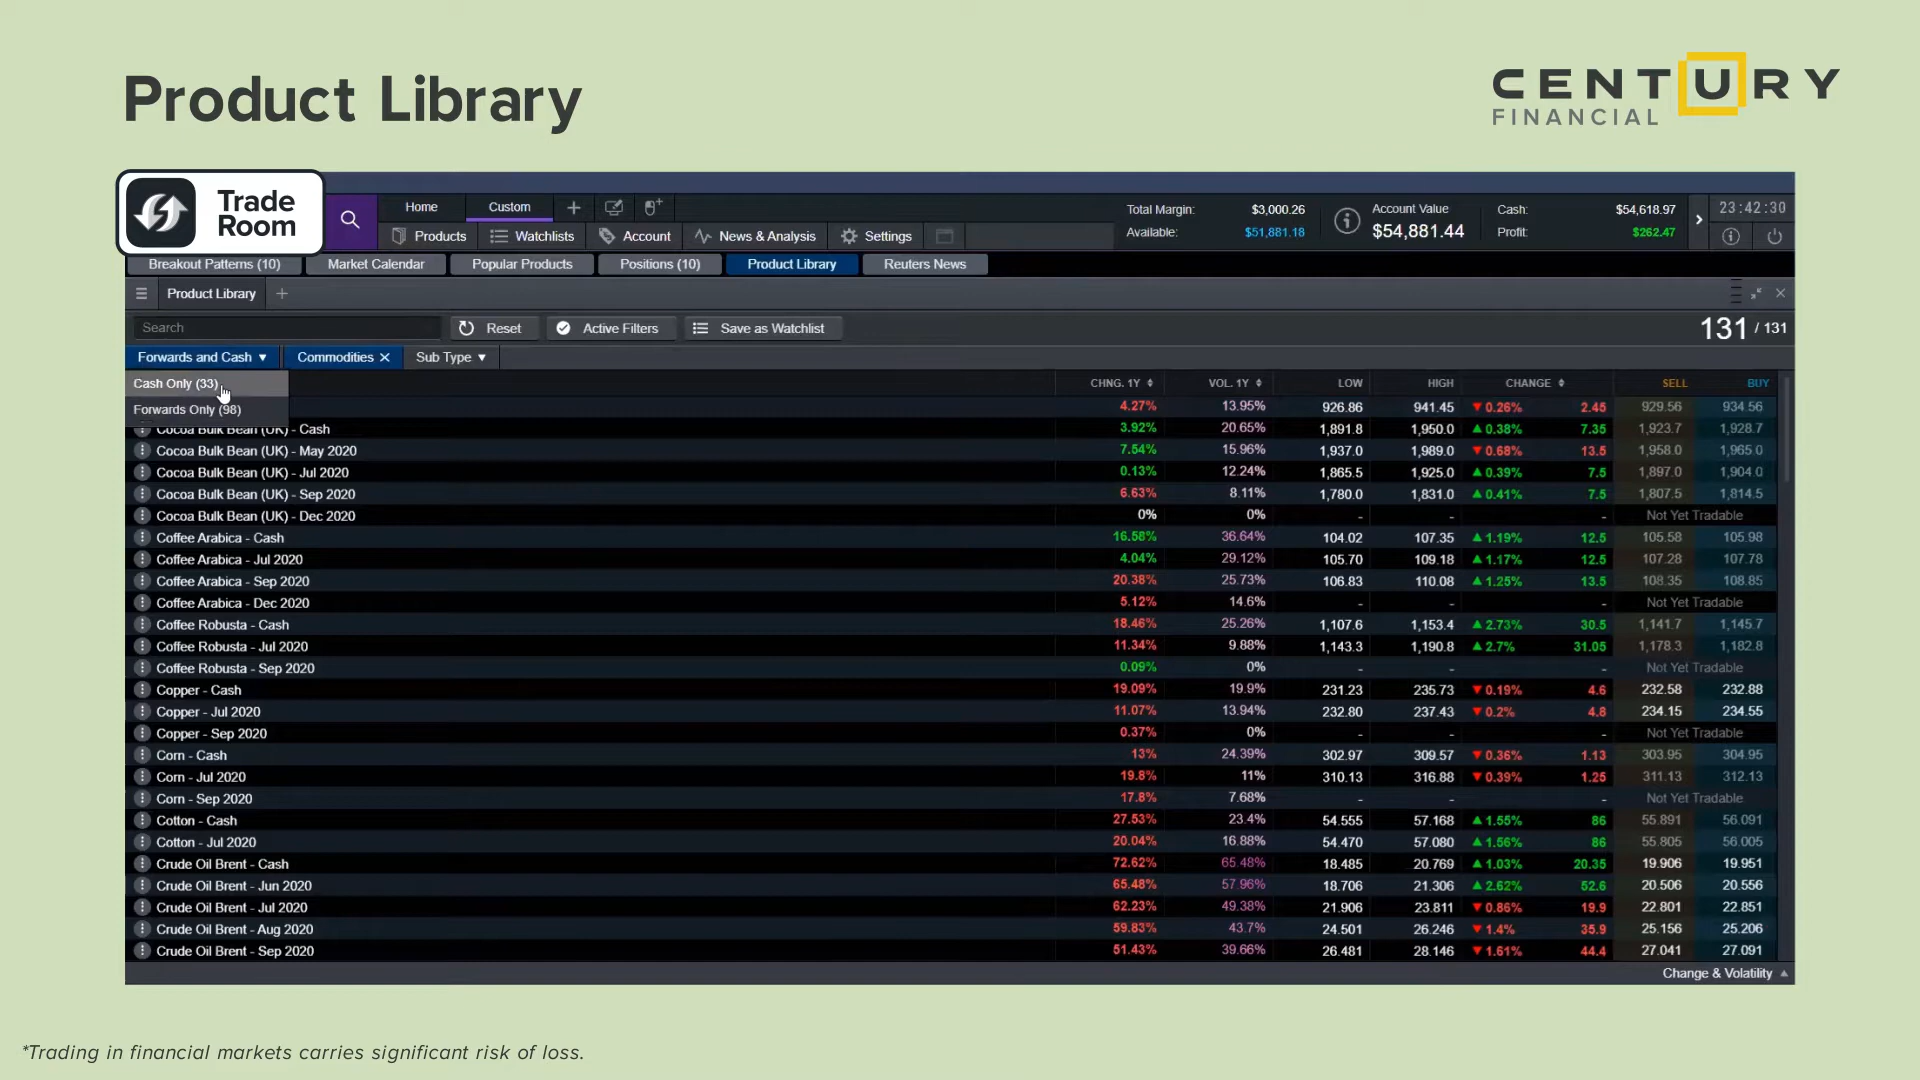 Product Library
CENTURY
FINANCIAL
Trade
Room
Home Custom
Products Watchlists Account News & Analysis Settings
Total Margin: $3,000.26
Available: $51,881.18
Account Value
$54,881.44
Cash: $54,618.97
Profit: $262.47
23:42:30
Breakout Patterns (10) Market Calendar Popular Products Positions (10) Product Library Reuters News
Product Library
Search Reset Active Filters Save as Watchlist 131 / 131
Forwards and Cash Commodities Sub Type
Cash Only (33)
Forwards Only (98)
CHNG. 1Y VOL. 1Y LOW HIGH CHANGE SELL BUY
4.27% 13.95% 926.86 941.45 0.26% 2.45 929.56 934.56
Cocoa Bulk Bean (UK) - Cash 3.92% 20.65% 1,891.8 1,950.0 0.38% 7.35 1,923.7 1,928.7
Cocoa Bulk Bean (UK) - May 2020 7.54% 15.96% 1,937.0 1,989.0 0.68% 13.5 1,958.0 1,965.0
Cocoa Bulk Bean (UK) - Jul 2020 0.13% 12.24% 1,865.5 1,925.0 0.39% 7.5 1,897.0 1,904.0
Cocoa Bulk Bean (UK) - Sep 2020 6.63% 8.11% 1,780.0 1,831.0 0.41% 7.5 1,807.5 1,814.5
Cocoa Bulk Bean (UK) - Dec 2020 0% 0% - - - Not Yet Tradable
Coffee Arabica - Cash 16.58% 36.64% 104.02 107.35 1.19% 12.5 105.58 105.98
Coffee Arabica - Jul 2020 4.04% 29.12% 105.70 109.18 1.17% 12.5 107.28 107.78
Coffee Arabica - Sep 2020 20.38% 25.73% 106.83 110.08 1.25% 13.5 108.35 108.85
Coffee Arabica - Dec 2020 5.12% 14.6% - - - Not Yet Tradable
Coffee Robusta - Cash 18.46% 25.26% 1,107.6 1,153.4 2.73% 30.5 1,141.7 1,145.7
Coffee Robusta - Jul 2020 11.34% 9.88% 1,143.3 1,190.8 2.7% 31.05 1,178.3 1,182.8
Coffee Robusta - Sep 2020 0.09% 0% - - - Not Yet Tradable
Copper - Cash 19.09% 19.9% 231.23 235.73 0.19% 4.6 232.58 232.88
Copper - Jul 2020 11.07% 13.94% 232.80 237.43 0.2% 4.8 234.15 234.55
Copper - Sep 2020 0.37% 0% - - - Not Yet Tradable
Corn - Cash 13% 24.39% 302.97 309.57 0.36% 1.13 303.95 304.95
Corn - Jul 2020 19.8% 11% 310.13 316.88 0.39% 1.25 311.13 312.13
Corn - Sep 2020 17.8% 7.68% - - - Not Yet Tradable
Cotton - Cash 27.53% 23.4% 54.555 57.168 1.55% 86 55.891 56.091
Cotton - Jul 2020 20.04% 16.88% 54.470 57.080 1.56% 86 55.805 56.005
Crude Oil Brent - Cash 72.62% 65.48% 18.485 20.769 1.03% 20.35 19.906 19.951
Crude Oil Brent - Jun 2020 65.48% 57.96% 18.706 21.306 2.62% 52.6 20.506 20.556
Crude Oil Brent - Jul 2020 62.23% 49.38% 21.906 23.811 0.86% 19.9 22.801 22.851
Crude Oil Brent - Aug 2020 59.83% 43.7% 24.501 26.246 1.4% 35.9 25.156 25.206
Crude Oil Brent - Sep 2020 51.43% 39.66% 26.481 28.146 1.61% 44.4 27.041 27.091
Change & Volatility
*Trading in financial markets carries significant risk of loss.